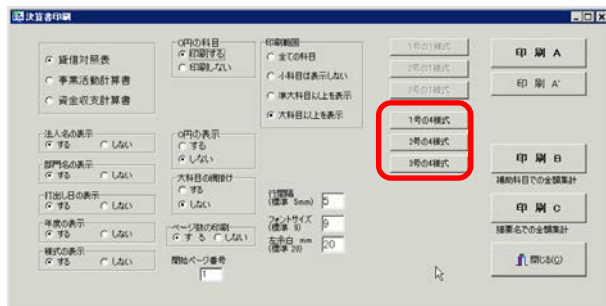 決算書印刷
貸借対照表
事業活動計算書
資金収支計算書
0円の科目
印刷する
印刷しない
印刷範囲
全ての科目
小科目は表示しない
準大科目以上を表示
大科目以上を表示
1号の1様式
2号の1様式
3号の1様式
1号の4様式
2号の4様式
3号の4様式
印 刷 A
印 刷 A'
印 刷 B
補助科目での金額集計
印 刷 C
摘要名での金額集計
閉じる(C)
法人名の表示
する しない
部門名の表示
する しない
打出し日の表示
する しない
年度の表示
する しない
様式の表示
する しない
0円の表示
する
しない
大科目の網掛け
する
しない
ページ数の印刷
する しない
開始ページ番号
1
行間隔
(標準 5mm) 5
フォントサイズ
(標準 9) 9
左余白 mm
(標準 20) 20